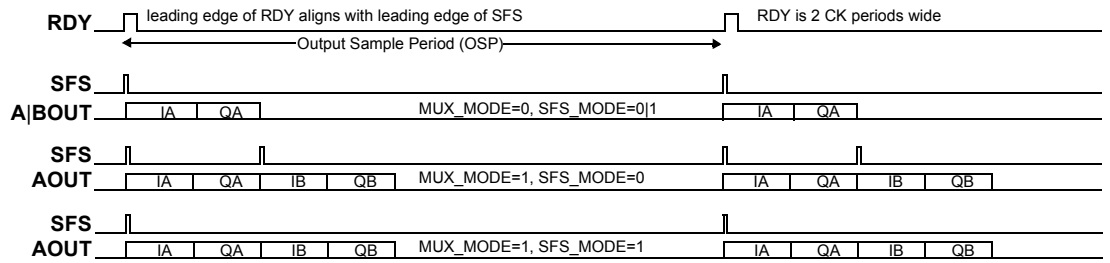 RDY leading edge of RDY aligns with leading edge of SFS RDY is 2 CK periods wide
Output Sample Period (OSP)
SFS
A|BOUT IA QA MUX_MODE=0, SFS_MODE=0|1 IA QA
SFS
AOUT IA QA IB QB MUX_MODE=1, SFS_MODE=0 IA QA IB QB
SFS
AOUT IA QA IB QB MUX_MODE=1, SFS_MODE=1 IA QA IB QB